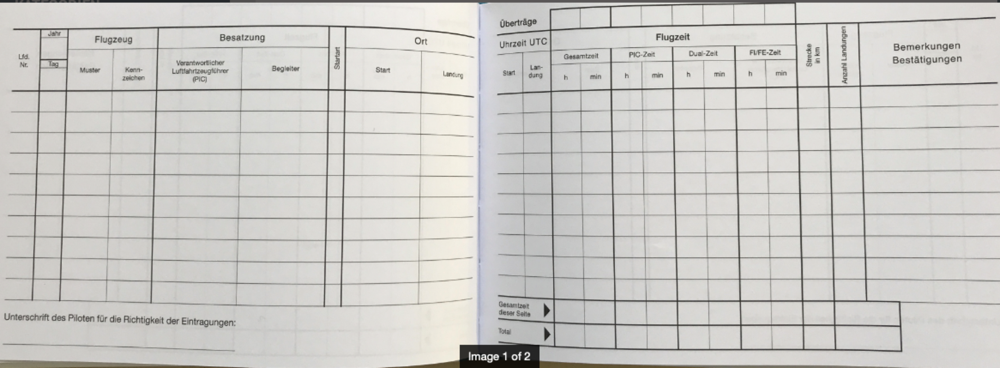 Jahr
Flugzeug
Besatzung
Ort
Lfd.
Nr.
Tag
Muster
Kenn-
zeichen
Verantwortlicher
Luftfahrtzeugführer
(PIC)
Begleiter
Startart
Start
Landung
Unterschrift des Piloten für die Richtigkeit der Eintragungen:
Überträge
Uhrzeit UTC
Flugzeit
Start
Lan-
dung
Gesamtzeit
PIC-Zeit
Dual-Zeit
FI/FE-Zeit
h
min
h
min
h
min
h
min
Strecke
in km
Anzahl Landungen
Bemerkungen
Bestätigungen
Gesamtzeit
dieser Seite
Total
Image 1 of 2